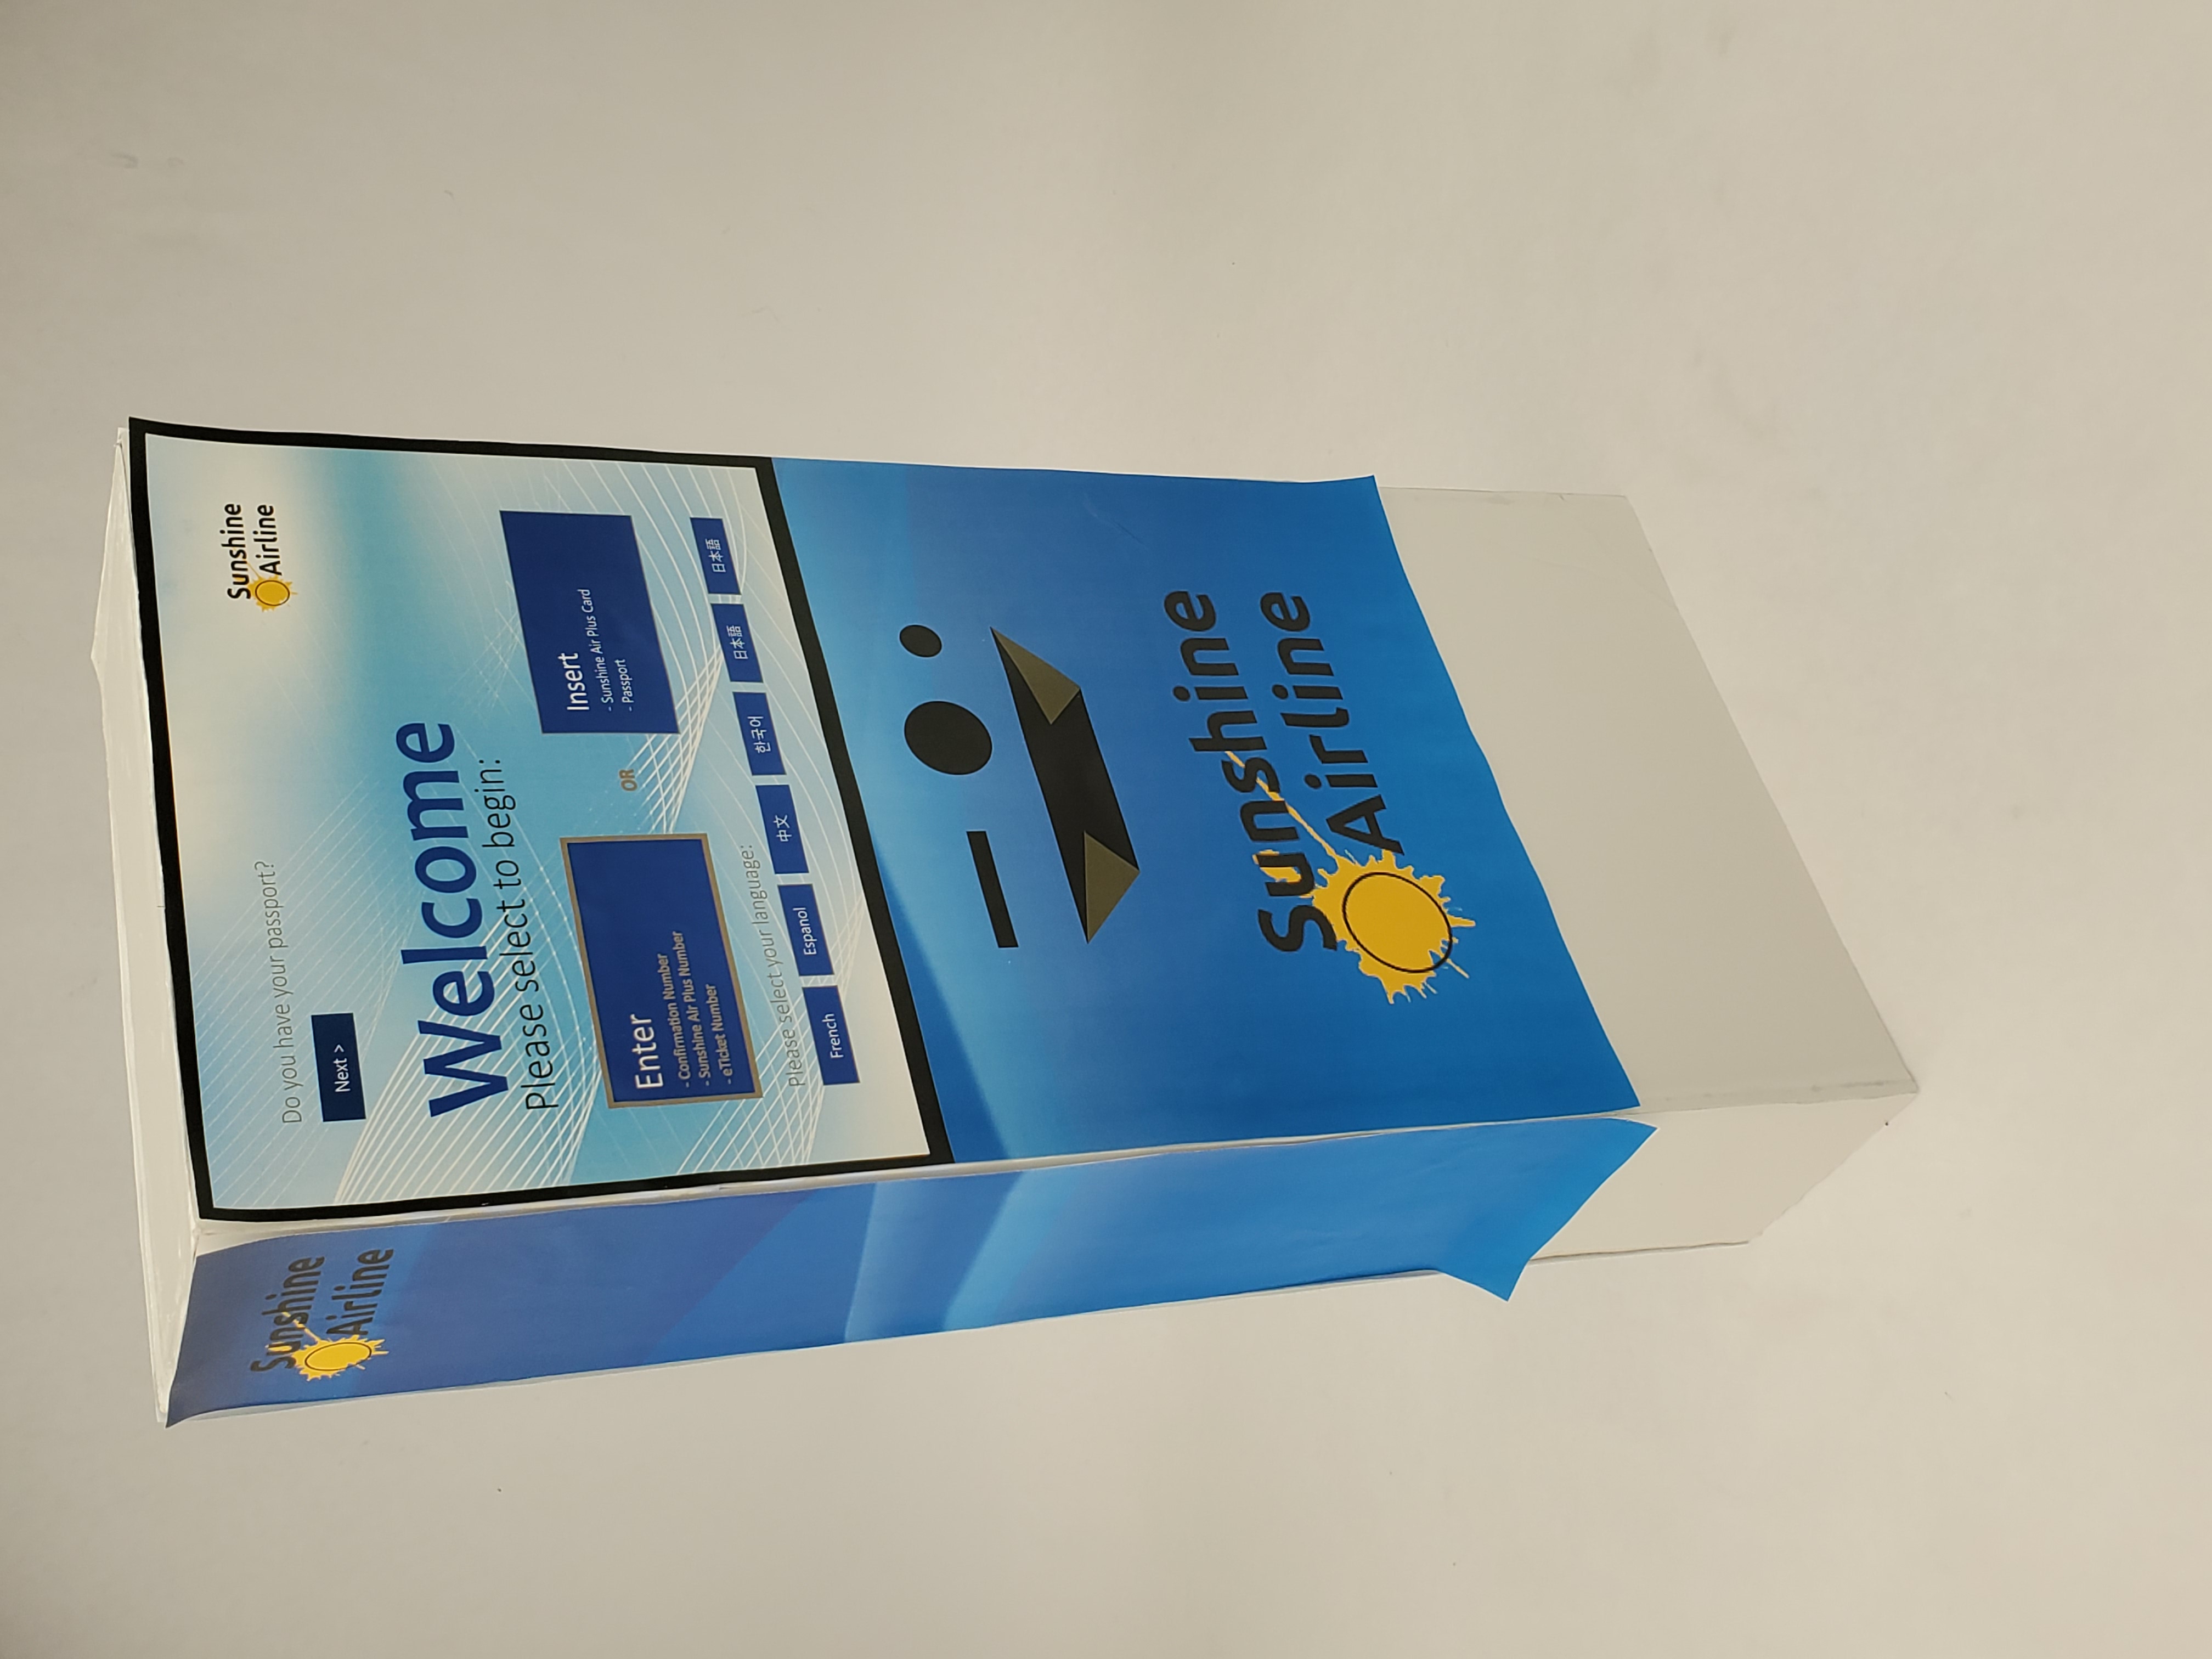 Sunshine
Airline
Do you have your passport?
Next >
Sunshine
Airline
Welcome
Please select to begin:
Enter
- Confirmation Number
- Sunshine Air Plus Number
- eTicket Number
OR
Insert
- Sunshine Air Plus Card
- Passport
Please select your language:
French
Espanol
中文
한국어
日本語
日本語
Sunshine
Airline